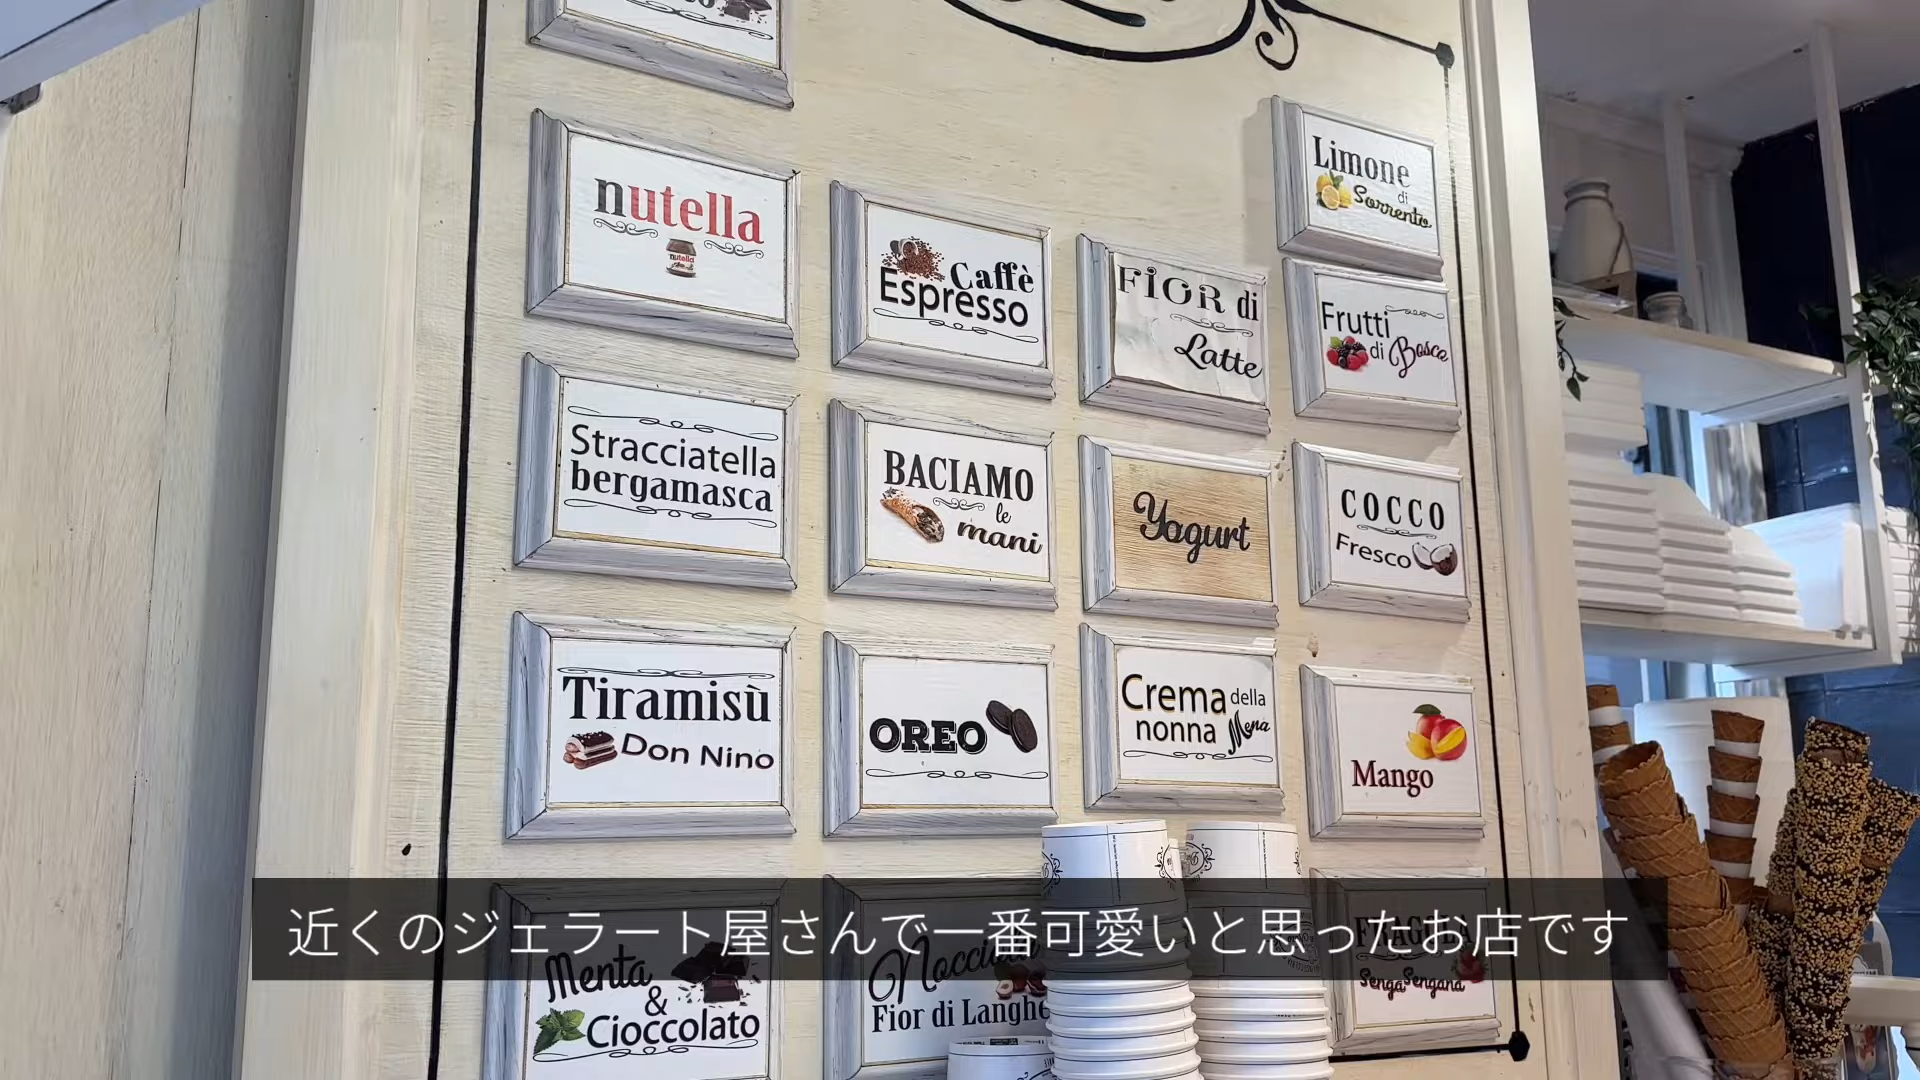 nutella
nutella
Stracciatella
bergamasca
Tiramisù
Don Nino
Menta
&
Cioccolato
Caffè
Espresso
BACIAMO
le
mani
OREO
Nocciola
Fior di Langhe
FiOR di
Latte
Yogurt
Crema della
nonna Mena
Limone
di
Sorrento
Frutti
di Bosco
COCCO
Fresco
Mango
SengaSengana
近くのジェラート屋さんで一番可愛いと思ったお店です